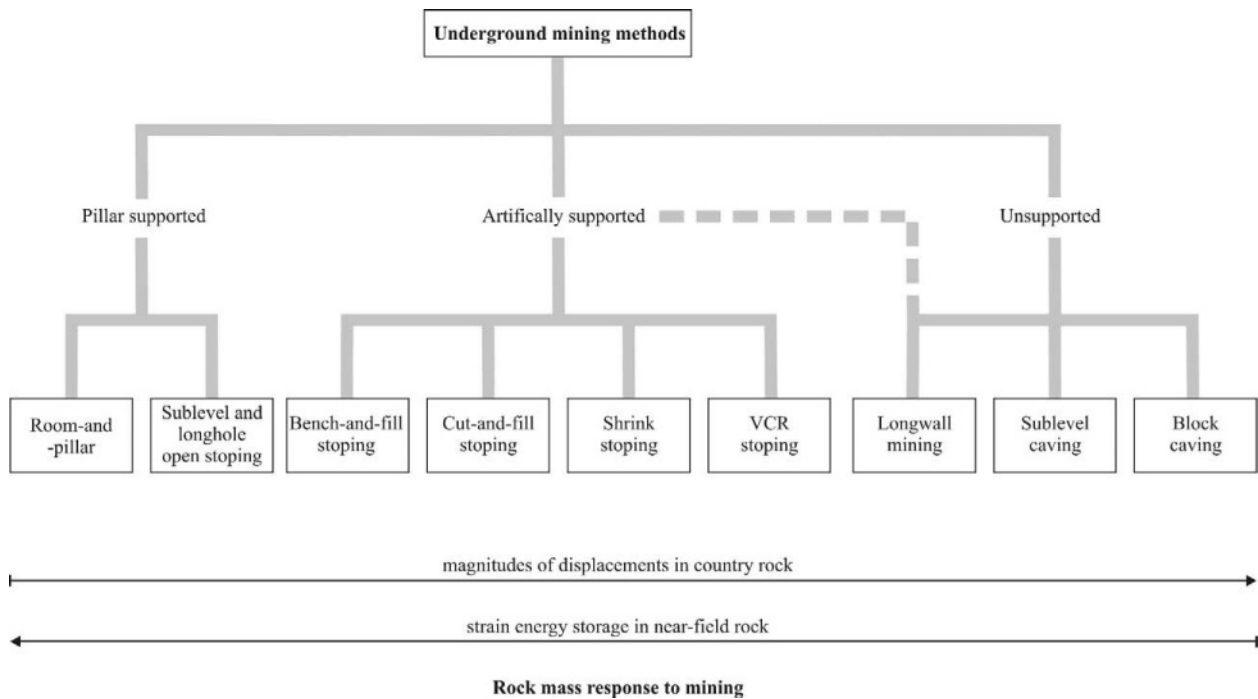 Underground mining methods
Pillar supported
Artifically supported
Unsupported
Room-and
-pillar
Sublevel and
longhole
open stoping
Bench-and-fill
stoping
Cut-and-fill
stoping
Shrink
stoping
VCR
stoping
Longwall
mining
Sublevel
caving
Block
caving
magnitudes of displacements in country rock
strain energy storage in near-field rock
Rock mass response to mining